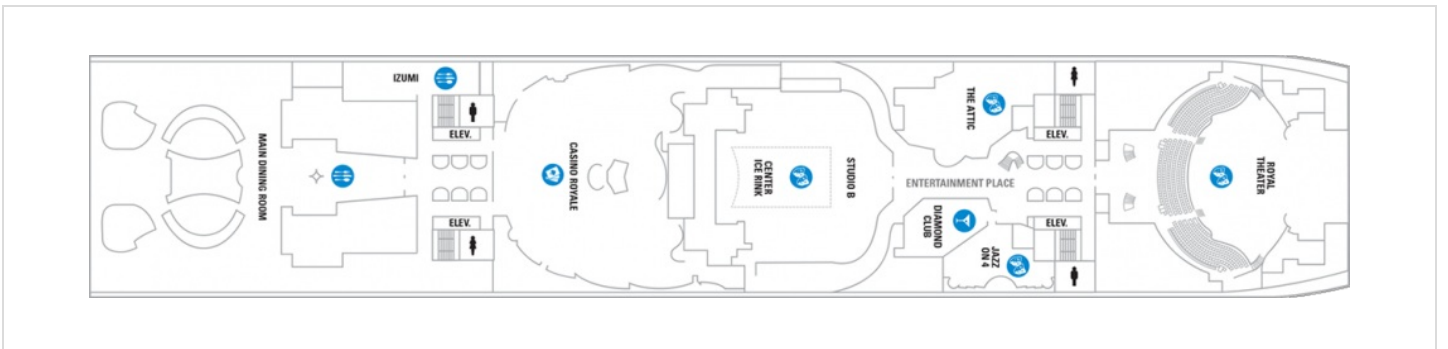 IZUMI
ELEV.
MAIN DINING ROOM
ELEV.
CASINO ROYALE
CENTER
ICE RINK
STUDIO B
THE ATTIC
ELEV.
ENTERTAINMENT PLACE
DIAMOND
CLUB
JAZZ
ON 4
ELEV.
ROYAL
THEATER